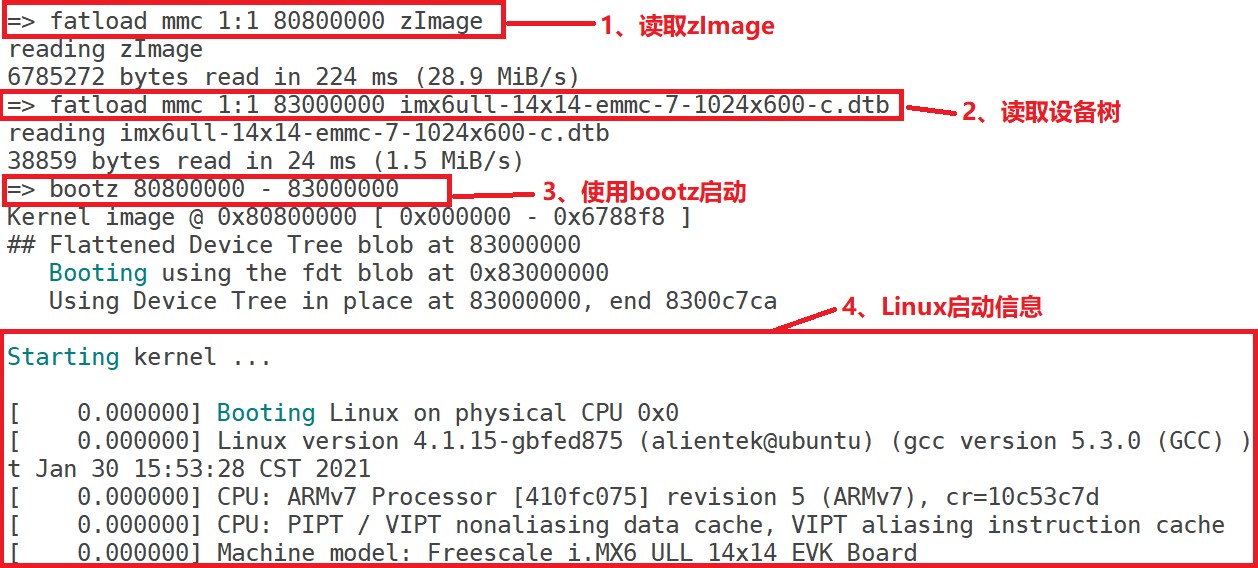 => fatload mmc 1:1 80800000 zImage
1、读取zImage
reading zImage
6785272 bytes read in 224 ms (28.9 MiB/s)
=> fatload mmc 1:1 83000000 imx6ull-14x14-emmc-7-1024x600-c.dtb
2、读取设备树
reading imx6ull-14x14-emmc-7-1024x600-c.dtb
38859 bytes read in 24 ms (1.5 MiB/s)
=> bootz 80800000 - 83000000
3、使用bootz启动
Kernel image @ 0x80800000 [ 0x000000 - 0x6788f8 ]
## Flattened Device Tree blob at 83000000
   Booting using the fdt blob at 0x83000000
   Using Device Tree in place at 83000000, end 8300c7ca
4、Linux启动信息
Starting kernel ...
[    0.000000] Booting Linux on physical CPU 0x0
[    0.000000] Linux version 4.1.15-gbfed875 (alientek@ubuntu) (gcc version 5.3.0 (GCC) )
t Jan 30 15:53:28 CST 2021
[    0.000000] CPU: ARMv7 Processor [410fc075] revision 5 (ARMv7), cr=10c53c7d
[    0.000000] CPU: PIPT / VIPT nonaliasing data cache, VIPT aliasing instruction cache
[    0.000000] Machine model: Freescale i.MX6 ULL 14x14 EVK Board